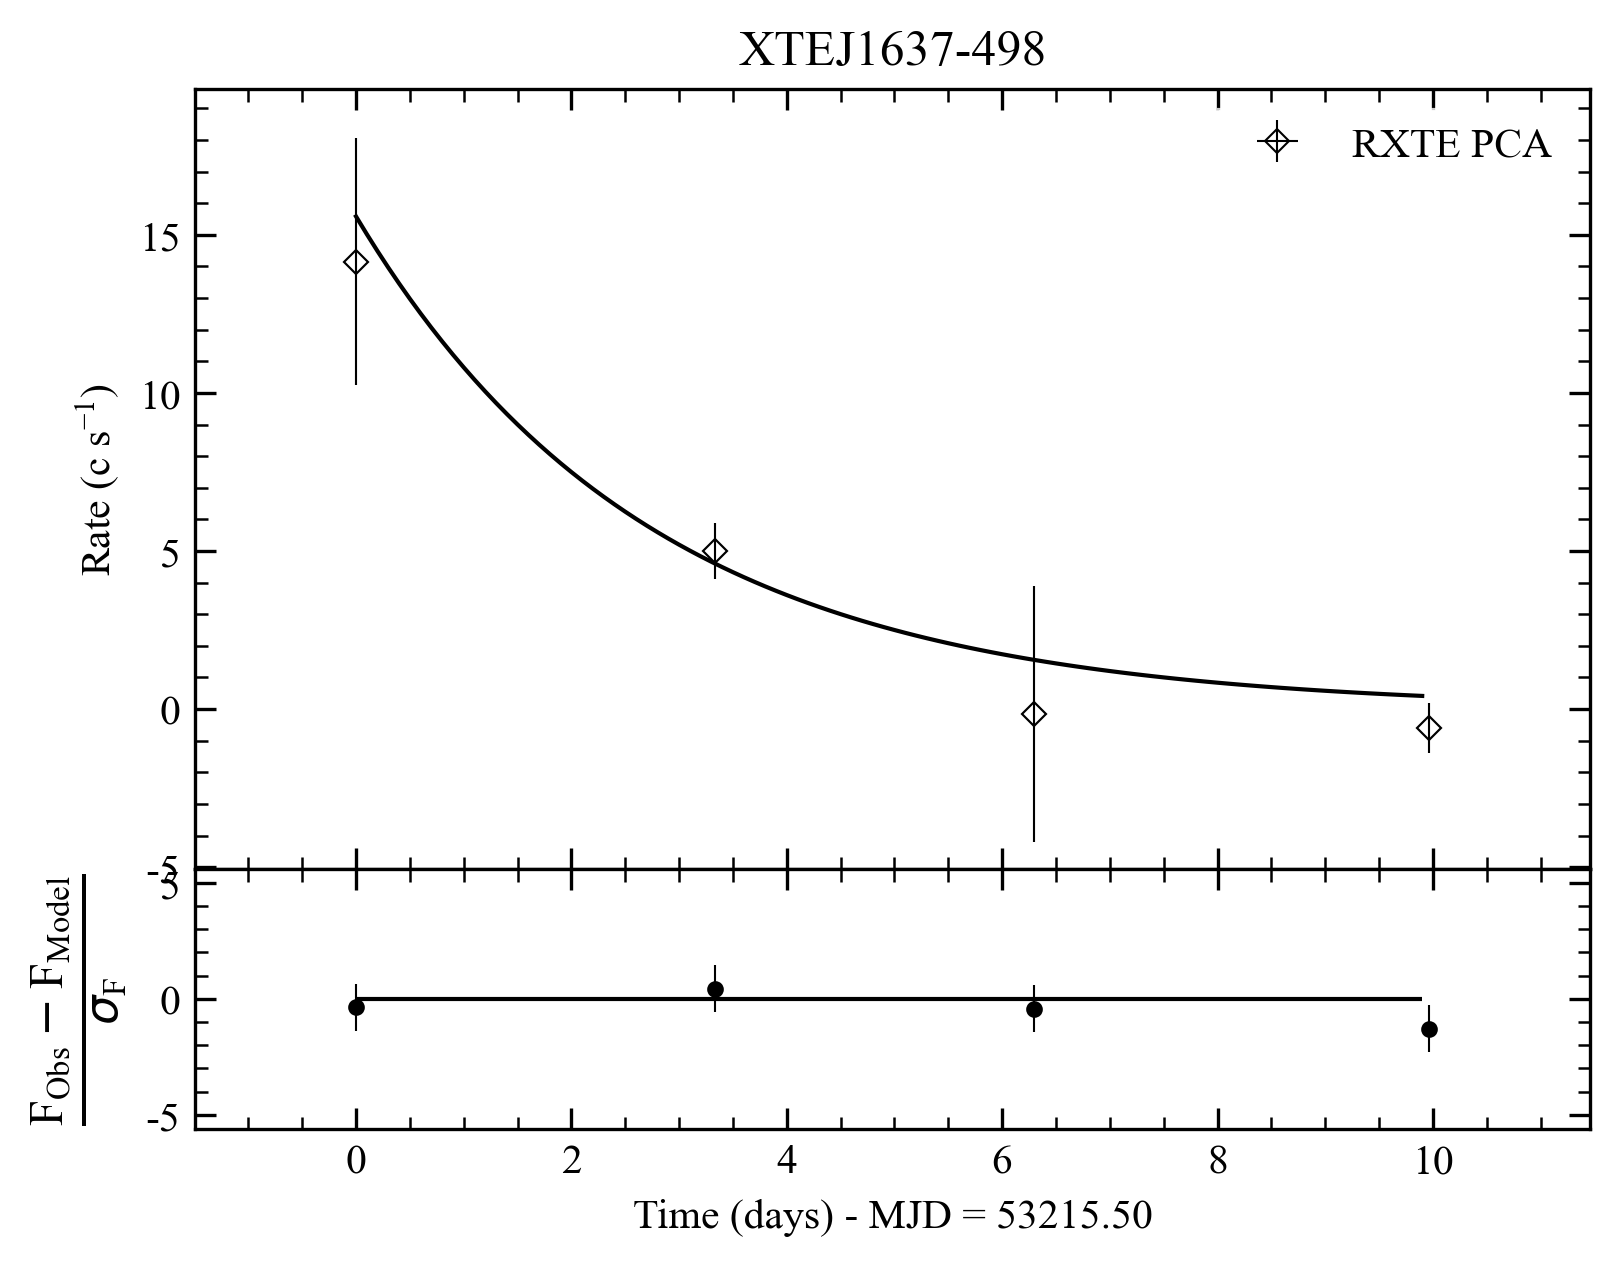 XTEJ1637-498
RXTE PCA
15
10
5
0
-5
Rate (c s⁻¹)
5
0
-5
F_Obs − F_Model
σ_F
0 2 4 6 8 10
Time (days) - MJD = 53215.50